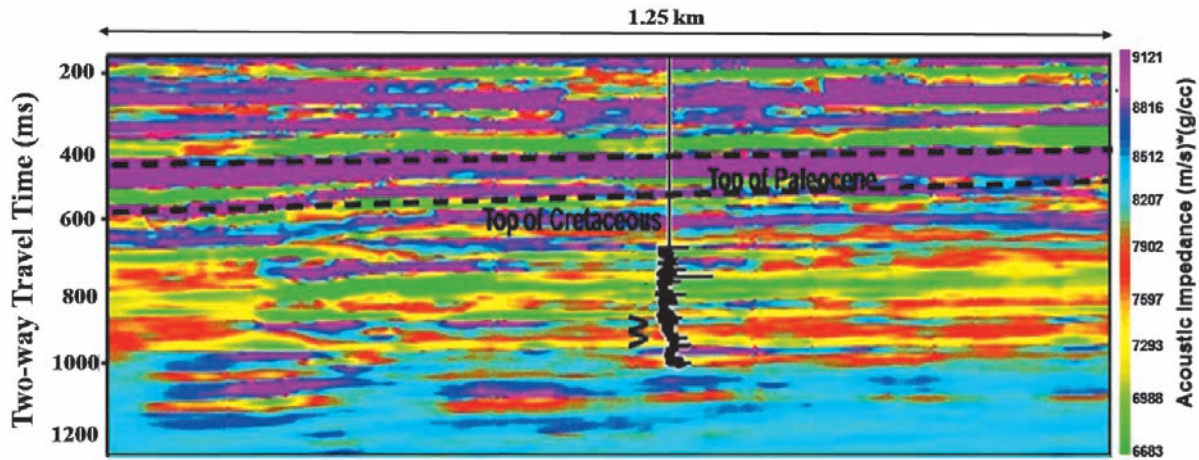 1.25 km
Two-way Travel Time (ms)
200
400
600
800
1000
1200
Top of Paleocene
Top of Cretaceous
W
9121
8816
8512
8207
7902
7597
7293
6988
6683
Acoustic Impedance (m/s)*(g/cc)